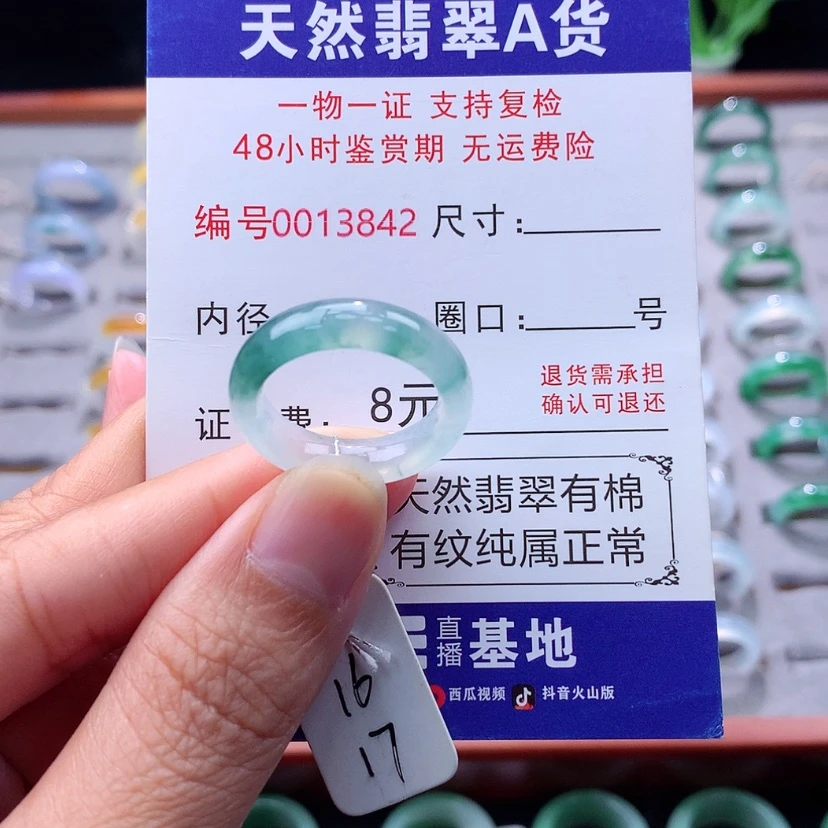 天然翡翠A货
一物一证 支持复检
48小时鉴赏期 无运费险
编号0013842 尺寸:
内径 圈口: 号
证 费: 8元
退货需承担
确认可退还
天然翡翠有棉
有纹纯属正常
直播基地
西瓜视频 抖音火山版
16
17